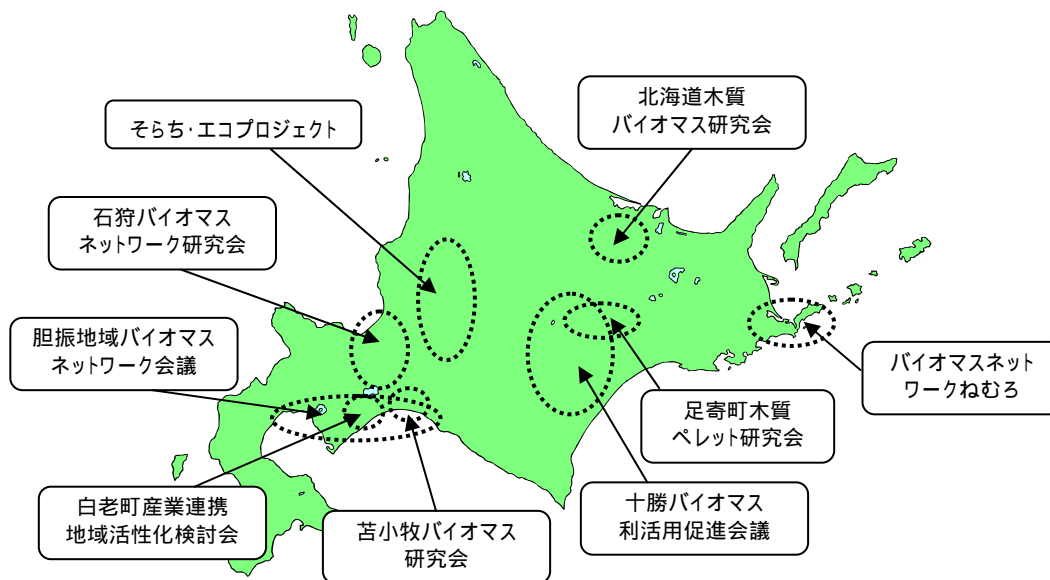 北海道木質
バイオマス研究会
そらち・エコプロジェクト
石狩バイオマス
ネットワーク研究会
胆振地域バイオマス
ネットワーク会議
バイオマスネット
ワークねむろ
足寄町木質
ペレット研究会
白老町産業連携
地域活性化検討会
苫小牧バイオマス
研究会
十勝バイオマス
利活用促進会議